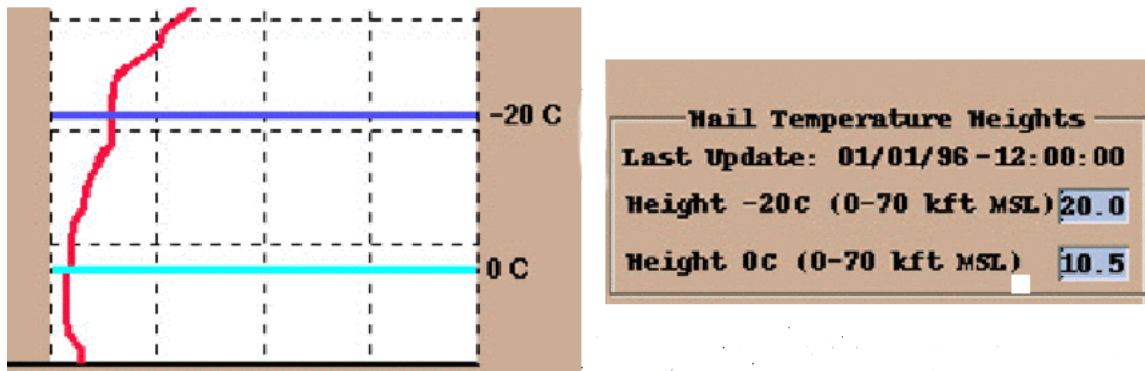 -20 C
0 C
Hail Temperature Heights
Last Update: 01/01/96 -12:00:00
Height -20C (0-70 kft MSL) 20.0
Height 0C (0-70 kft MSL) 10.5